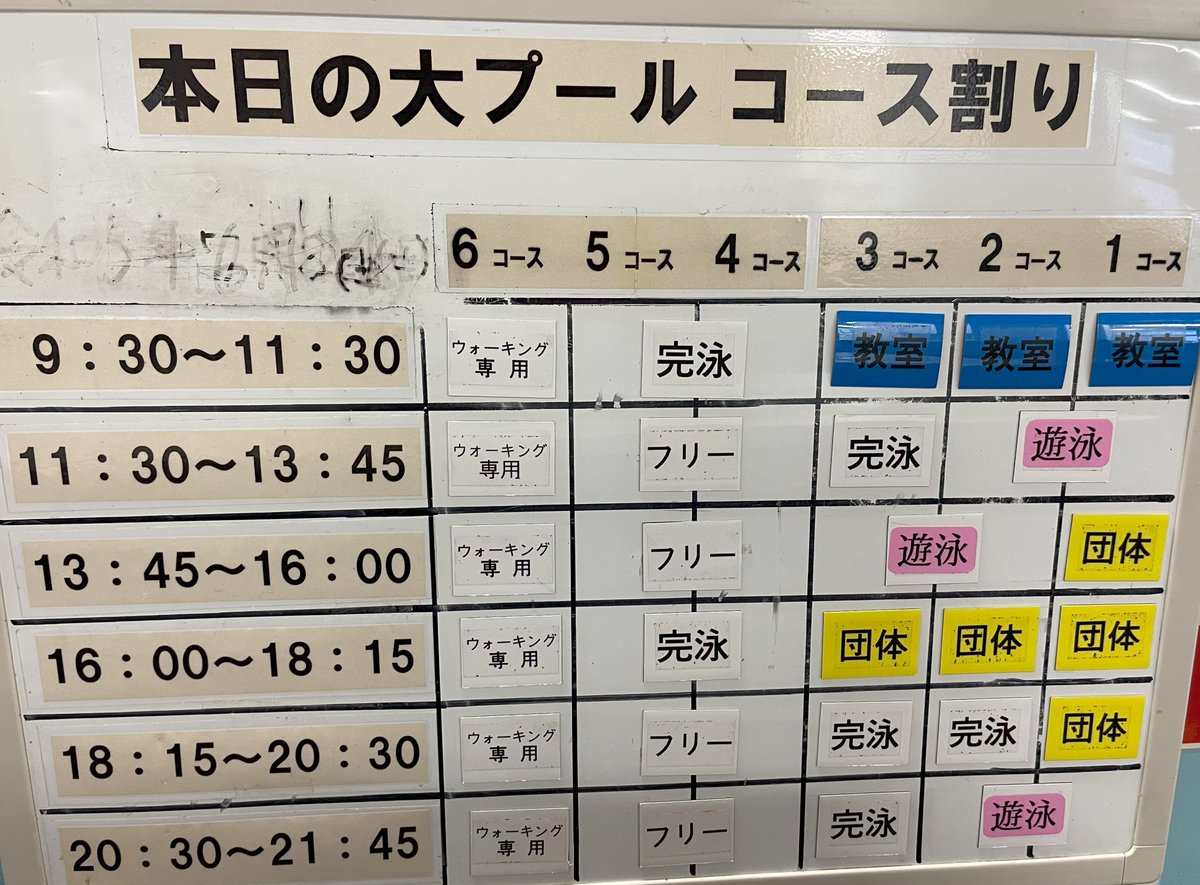 本日の大プール コース割り
6 コース 5 コース 4 コース 3 コース 2 コース 1 コース
9:30～11:30
ウォーキング
専用
完泳
教室
教室
教室
11:30～13:45
ウォーキング
専用
フリー
完泳
遊泳
13:45～16:00
ウォーキング
専用
フリー
遊泳
団体
16:00～18:15
ウォーキング
専用
完泳
団体
団体
団体
18:15～20:30
ウォーキング
専用
フリー
完泳
完泳
団体
20:30～21:45
ウォーキング
専用
フリー
完泳
遊泳